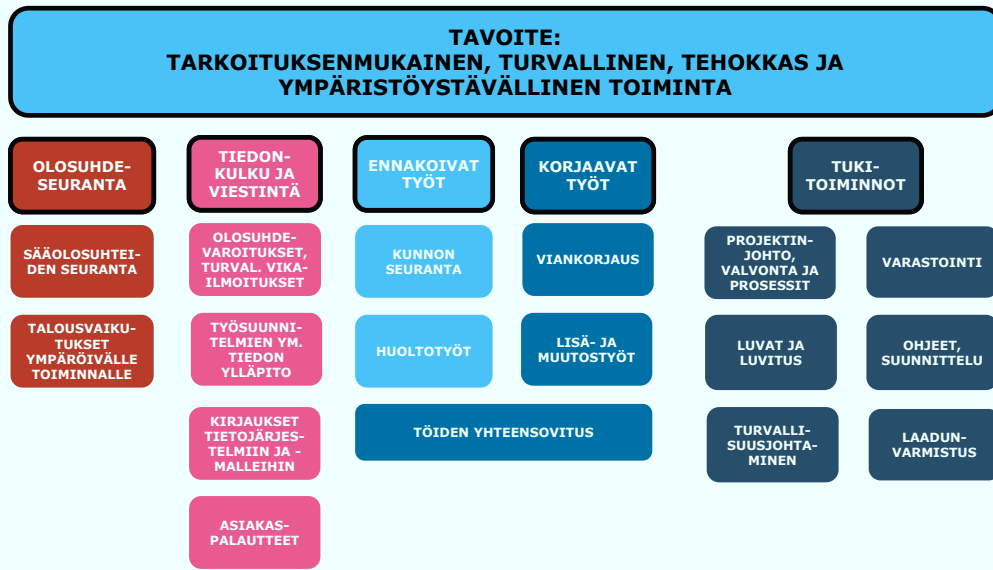 TAVOITE:
TARKOITUKSENMUKAINEN, TURVALLINEN, TEHOKKAS JA
YMPÄRISTÖYSTÄVÄLLINEN TOIMINTA
OLOSUHDE-
SEURANTA
TIEDON-
KULKU JA
VIESTINTÄ
ENNAKOIVAT
TYÖT
KORJAAVAT
TYÖT
TUKI-
TOIMINNOT
SÄÄOLOSUHTEI-
DEN SEURANTA
OLOSUHDE-
VAROITUKSET,
TURVAL. VIKA-
ILMOITUKSET
KUNNON
SEURANTA
VIANKORJAUS
PROJEKTIN-
JOHTO,
VALVONTA JA
PROSESSIT
VARASTOINTI
TALOUSVAIKU-
TUKSET
YMPÄRÖIVÄLLE
TOIMINNALLE
TYÖSUUNNI-
TELMIEN YM.
TIEDON
YLLÄPITO
HUOLTOTYÖT
LISÄ- JA
MUUTOSTYÖT
LUVAT JA
LUVITUS
OHJEET,
SUUNNITTELU
KIRJAUKSET
TIETOJÄRJES-
TELMIIN JA -
MALLEIHIN
TÖIDEN YHTEENSOVITUS
TURVALLI-
SUUSJOHTA-
MINEN
LAADUN-
VARMISTUS
ASIAKAS-
PALAUTTEET